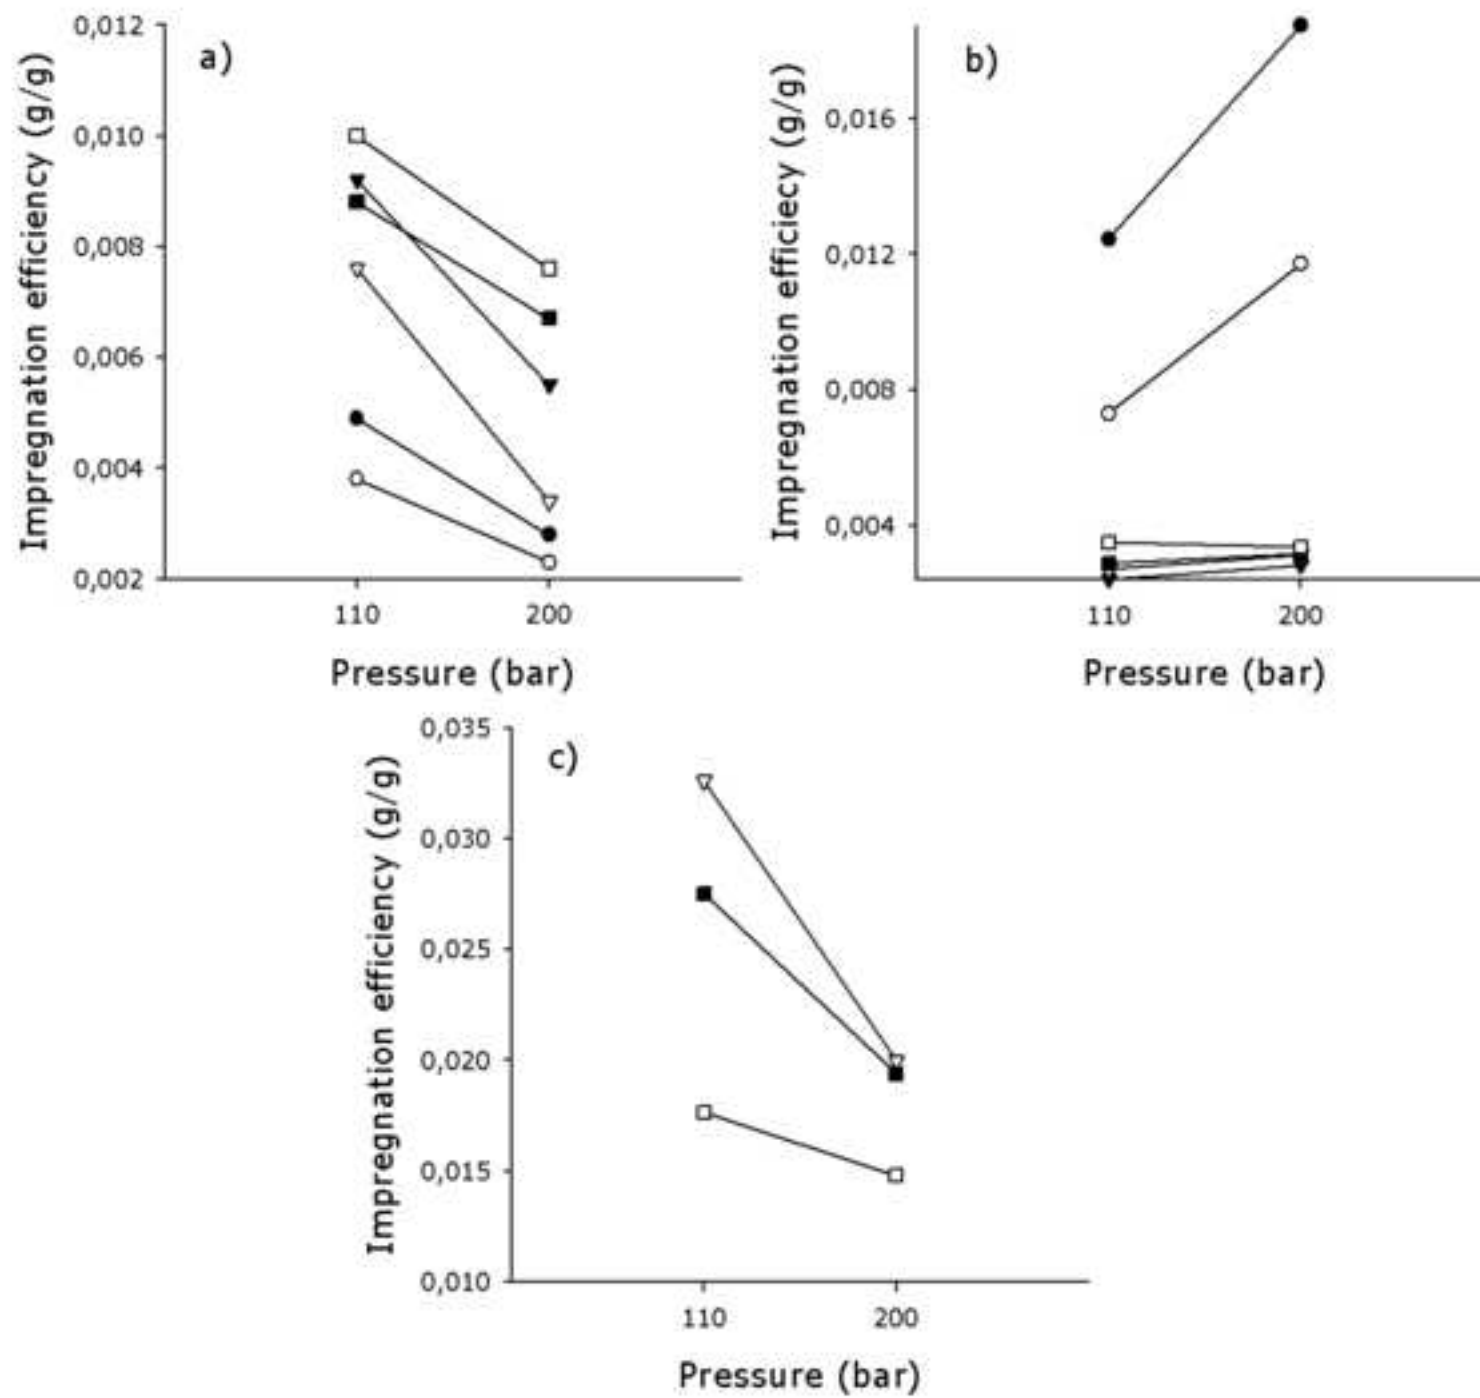 a)
Impregnation efficiency (g/g)
0,012
0,010
0,008
0,006
0,004
0,002
110 200
Pressure (bar)
b)
Impregnation efficiecy (g/g)
0,016
0,012
0,008
0,004
110 200
Pressure (bar)
c)
Impregnation efficiency (g/g)
0,035
0,030
0,025
0,020
0,015
0,010
110 200
Pressure (bar)